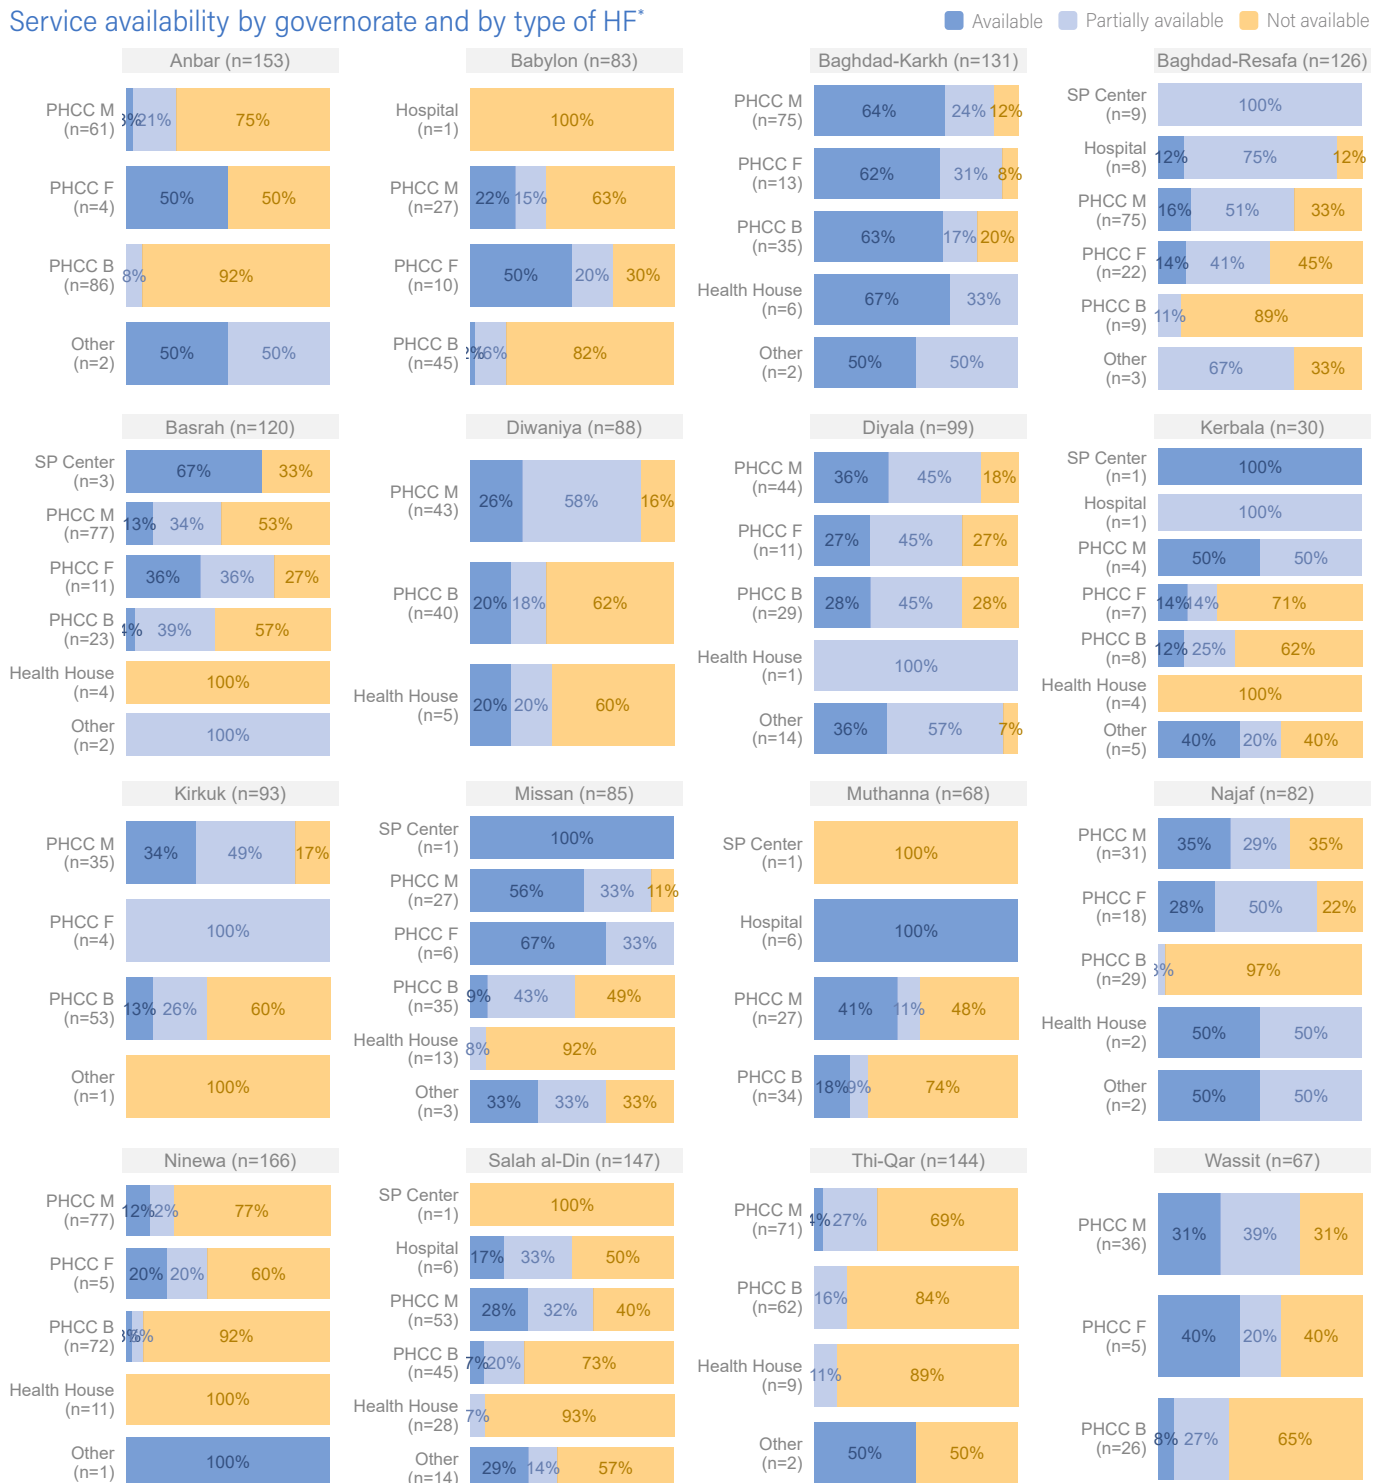 Service availability by governorate and by type of HF*
Available Partially available Not available
Anbar (n=153)
PHCC M (n=61) 3% 21% 75%
PHCC F (n=4) 50% 50%
PHCC B (n=86) 8% 92%
Other (n=2) 50% 50%
Babylon (n=83)
Hospital (n=1) 100%
PHCC M (n=27) 22% 15% 63%
PHCC F (n=10) 50% 20% 30%
PHCC B (n=45) 2% 16% 82%
Baghdad-Karkh (n=131)
PHCC M (n=75) 64% 24% 12%
PHCC F (n=13) 62% 31% 8%
PHCC B (n=35) 63% 17% 20%
Health House (n=6) 67% 33%
Other (n=2) 50% 50%
Baghdad-Resafa (n=126)
SP Center (n=9) 100%
Hospital (n=8) 12% 75% 12%
PHCC M (n=75) 16% 51% 33%
PHCC F (n=22) 14% 41% 45%
PHCC B (n=9) 11% 89%
Other (n=3) 67% 33%
Basrah (n=120)
SP Center (n=3) 67% 33%
PHCC M (n=77) 13% 34% 53%
PHCC F (n=11) 36% 36% 27%
PHCC B (n=23) 4% 39% 57%
Health House (n=4) 100%
Other (n=2) 100%
Diwaniya (n=88)
PHCC M (n=43) 26% 58% 16%
PHCC B (n=40) 20% 18% 62%
Health House (n=5) 20% 20% 60%
Diyala (n=99)
PHCC M (n=44) 36% 45% 18%
PHCC F (n=11) 27% 45% 27%
PHCC B (n=29) 28% 45% 28%
Health House (n=1) 100%
Other (n=14) 36% 57% 7%
Kerbala (n=30)
SP Center (n=1) 100%
Hospital (n=1) 100%
PHCC M (n=4) 50% 50%
PHCC F (n=7) 14% 14% 71%
PHCC B (n=8) 12% 25% 62%
Health House (n=4) 100%
Other (n=5) 40% 20% 40%
Kirkuk (n=93)
PHCC M (n=35) 34% 49% 17%
PHCC F (n=4) 100%
PHCC B (n=53) 13% 26% 60%
Other (n=1) 100%
Missan (n=85)
SP Center (n=1) 100%
PHCC M (n=27) 56% 33% 11%
PHCC F (n=6) 67% 33%
PHCC B (n=35) 9% 43% 49%
Health House (n=13) 8% 92%
Other (n=3) 33% 33% 33%
Muthanna (n=68)
SP Center (n=1) 100%
Hospital (n=6) 100%
PHCC M (n=27) 41% 11% 48%
PHCC B (n=34) 18% 9% 74%
Najaf (n=82)
PHCC M (n=31) 35% 29% 35%
PHCC F (n=18) 28% 50% 22%
PHCC B (n=29) 3% 97%
Health House (n=2) 50% 50%
Other (n=2) 50% 50%
Ninewa (n=166)
PHCC M (n=77) 12% 12% 77%
PHCC F (n=5) 20% 20% 60%
PHCC B (n=72) 3% 6% 92%
Health House (n=11) 100%
Other (n=1) 100%
Salah al-Din (n=147)
SP Center (n=1) 100%
Hospital (n=6) 17% 33% 50%
PHCC M (n=53) 28% 32% 40%
PHCC B (n=45) 7% 20% 73%
Health House (n=28) 7% 93%
Other (n=14) 29% 14% 57%
Thi-Qar (n=144)
PHCC M (n=71) 4% 27% 69%
PHCC B (n=62) 16% 84%
Health House (n=9) 11% 89%
Other (n=2) 50% 50%
Wassit (n=67)
PHCC M (n=36) 31% 39% 31%
PHCC F (n=5) 40% 20% 40%
PHCC B (n=26) 8% 27% 65%